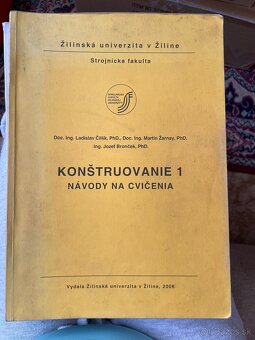 Žilinská univerzita v Žiline
Strojnícka fakulta
Doc. Ing. Ladislav Čillík, PhD., Doc. Ing. Martin Žarnay, PhD.
Ing. Jozef Bronček, PhD.
KONŠTRUOVANIE 1
NÁVODY NA CVIČENIA
Vydala Žilinská univerzita v Žiline, 2006